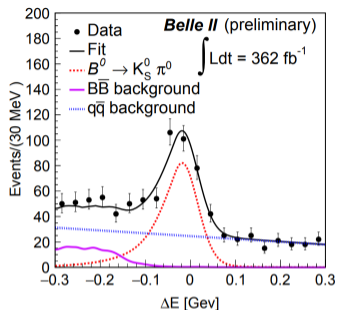 Belle II (preliminary)
∫ Ldt = 362 fb⁻¹
Data
Fit
B⁰ → K⁰_S π⁰
BB̄ background
qq̄ background
Events/(30 MeV)
200
180
160
140
120
100
80
60
40
20
0
−0.3 −0.2 −0.1 0 0.1 0.2 0.3
ΔE [Gev]